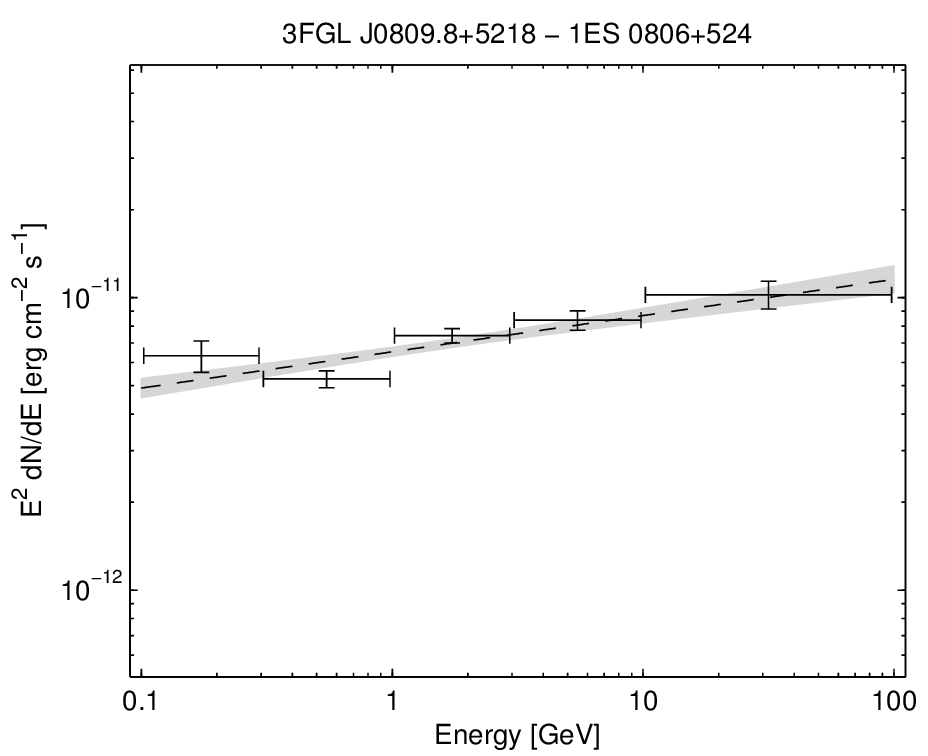 3FGL J0809.8+5218 − 1ES 0806+524
E² dN/dE [erg cm⁻² s⁻¹]
10⁻¹¹
10⁻¹²
0.1 1 10 100
Energy [GeV]